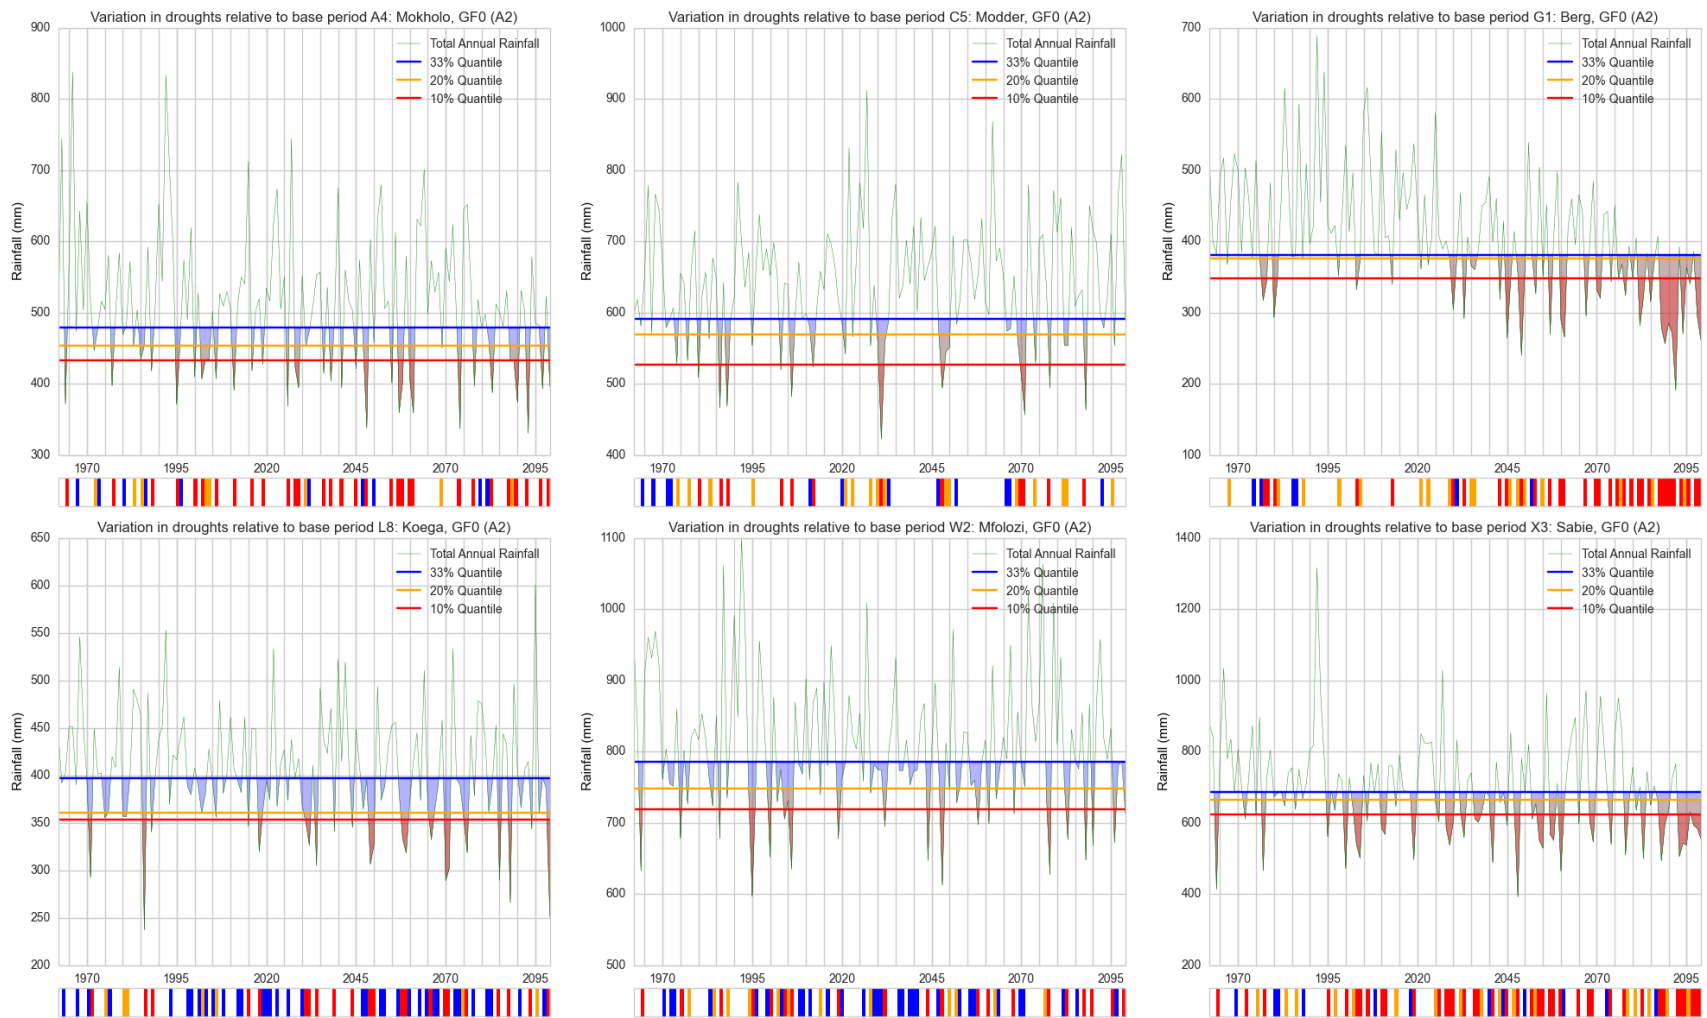 Variation in droughts relative to base period A4: Mokholo, GF0 (A2)
900
800
700
600
500
400
300
Rainfall (mm)
Total Annual Rainfall
33% Quantile
20% Quantile
10% Quantile
1970 1995 2020 2045 2070 2095
Variation in droughts relative to base period C5: Modder, GF0 (A2)
1000
900
800
700
600
500
400
300
Rainfall (mm)
Total Annual Rainfall
33% Quantile
20% Quantile
10% Quantile
1970 1995 2020 2045 2070 2095
Variation in droughts relative to base period G1: Berg, GF0 (A2)
700
600
500
400
300
200
100
Rainfall (mm)
Total Annual Rainfall
33% Quantile
20% Quantile
10% Quantile
1970 1995 2020 2045 2070 2095
Variation in droughts relative to base period L8: Koega, GF0 (A2)
650
600
550
500
450
400
350
300
250
200
Rainfall (mm)
Total Annual Rainfall
33% Quantile
20% Quantile
10% Quantile
1970 1995 2020 2045 2070 2095
Variation in droughts relative to base period W2: Mfolozi, GF0 (A2)
1100
1000
900
800
700
600
500
Rainfall (mm)
Total Annual Rainfall
33% Quantile
20% Quantile
10% Quantile
1970 1995 2020 2045 2070 2095
Variation in droughts relative to base period X3: Sabie, GF0 (A2)
1400
1200
1000
800
600
400
200
Rainfall (mm)
Total Annual Rainfall
33% Quantile
20% Quantile
10% Quantile
1970 1995 2020 2045 2070 2095